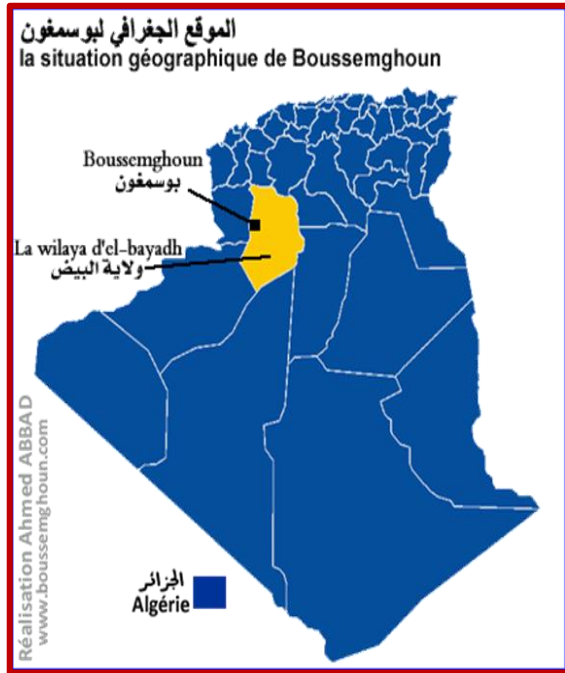 الموقع الجغرافي لبوسمغون
la situation géographique de Boussemghoun
Boussemghoun
بوسمغون
La wilaya d'el-bayadh
ولاية البيض
الجزائر
Algérie
Réalisation Ahmed ABBAD
www.boussemghoun.com